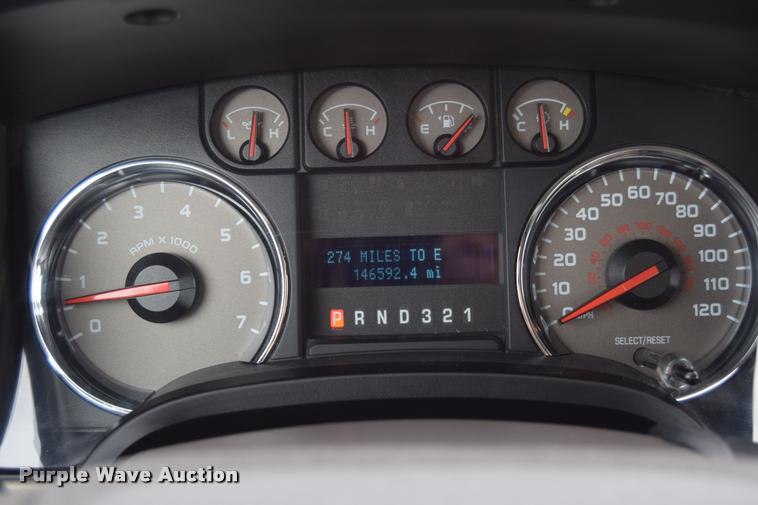 L H
C H
E
C H
0 1 2 3 4 5 6 7
RPM X 1000
274 MILES TO E
146592.4 mi
P R N D 3 2 1
0 10 20 30 40 50 60 70 80 90 100 120
MPH
SELECT/RESET
Purple Wave Auction